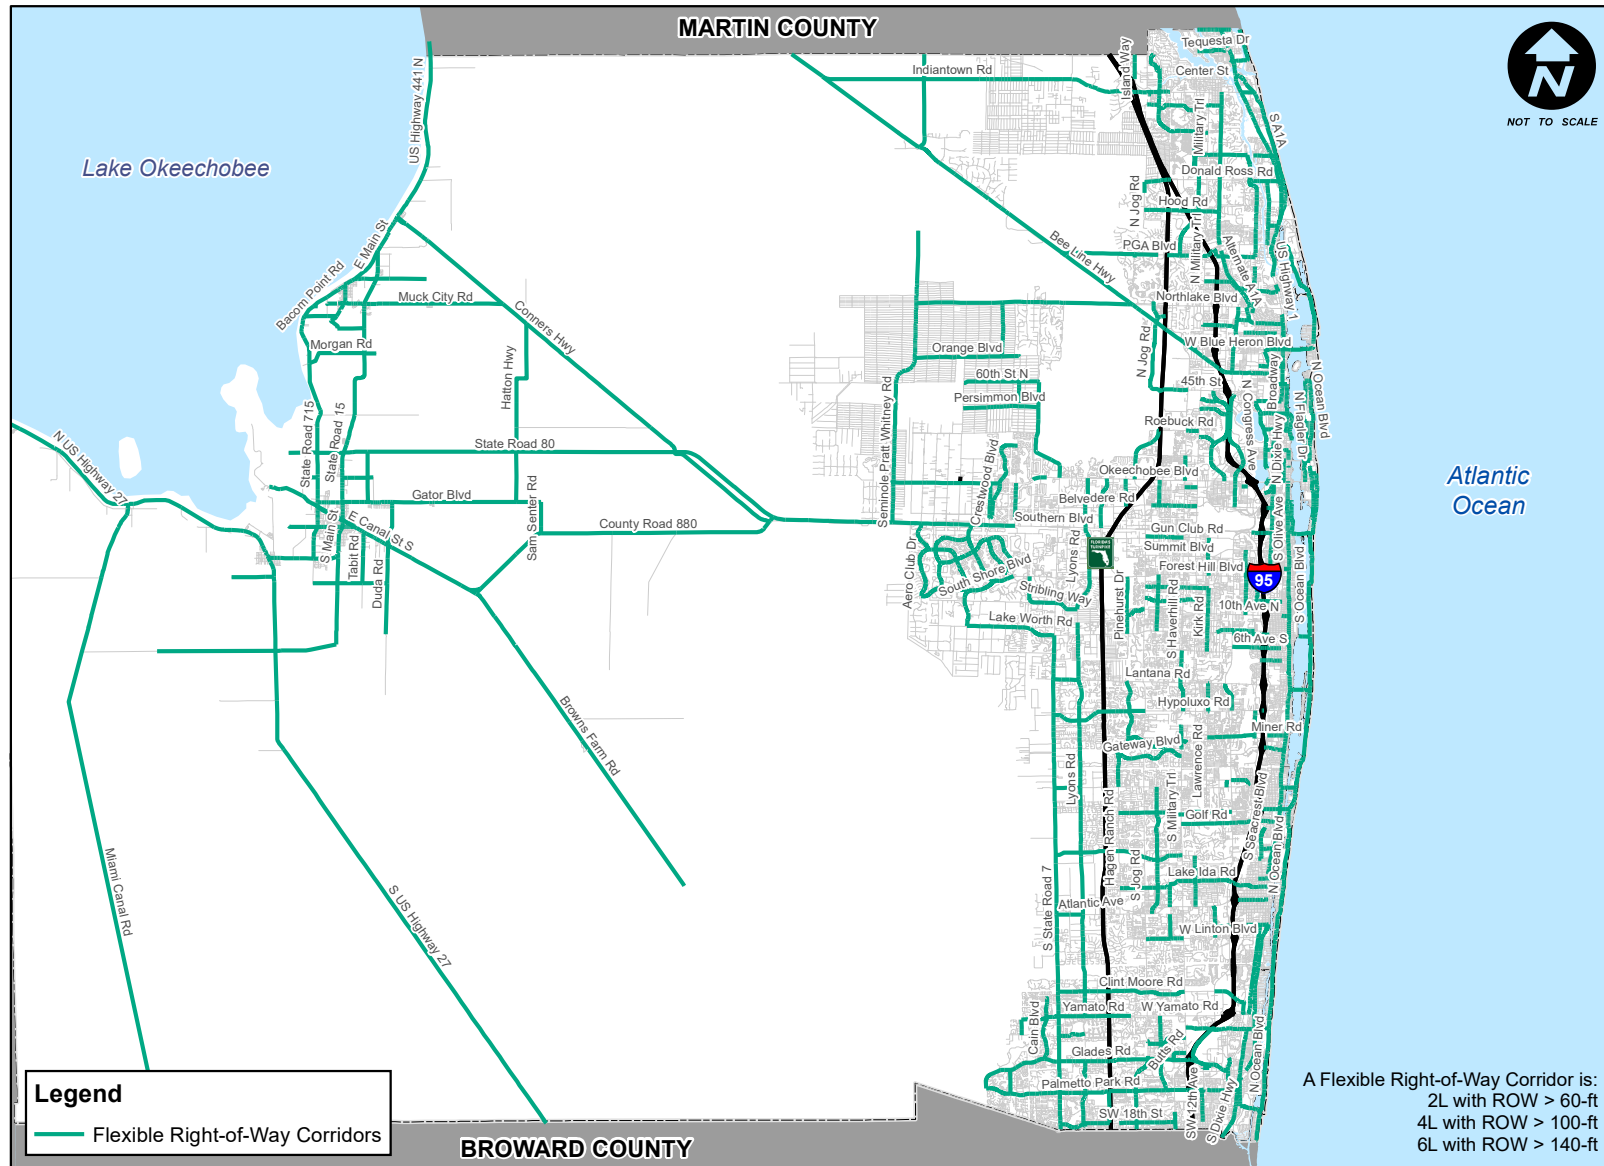 MARTIN COUNTY
Tequesta Dr
Center St
Indiantown Rd
Island Way
US Highway 441 N
Military Trl
S A1A
N
NOT TO SCALE
Lake Okeechobee
Donald Ross Rd
N Jog Rd
Hood Rd
E Main St
Bee Line Hwy
PGA Blvd
N Military Trl
Alternate A1A
US Highway 1
Bacom Point Rd
Muck City Rd
Conners Hwy
Northlake Blvd
Morgan Rd
Orange Blvd
N Jog Rd
W Blue Heron Blvd
Hatton Hwy
60th St N
45th St
Broadway
N Ocean Blvd
Persimmon Blvd
Seminole Pratt Whitney Rd
Roebuck Rd
N Congress Ave
N Flagler Dr
State Road 715
State Road 15
N US Highway 27
State Road 80
Crestwood Blvd
Okeechobee Blvd
N Dixie Hwy
Atlantic
Ocean
Gator Blvd
Belvedere Rd
Sam Senter Rd
County Road 880
Southern Blvd
Gun Club Rd
S Olive Ave
S Main St
E Canal St S
Tabit Rd
Duda Rd
Aero Club Dr
South Shore Blvd
Lyons Rd
FLORIDA'S
TURNPIKE
Summit Blvd
Forest Hill Blvd
95
S Ocean Blvd
Stribling Way
Pinehurst Dr
S Haverhill Rd
Kirk Rd
10th Ave N
Lake Worth Rd
6th Ave S
Lantana Rd
Hypoluxo Rd
Browns Farm Rd
Miner Rd
Gateway Blvd
Lawrence Rd
Lyons Rd
Hagen Ranch Rd
S Military Trl
Golf Rd
S Seacrest Blvd
Miami Canal Rd
S US Highway 27
S State Road 7
S Jog Rd
Lake Ida Rd
N Ocean Blvd
Atlantic Ave
W Linton Blvd
Clint Moore Rd
Cain Blvd
Yamato Rd
W Yamato Rd
Glades Rd
Butts Rd
N Ocean Blvd
Palmetto Park Rd
SW 18th St
SW 12th Ave
S Dixie Hwy
Legend
Flexible Right-of-Way Corridors
BROWARD COUNTY
A Flexible Right-of-Way Corridor is:
2L with ROW > 60-ft
4L with ROW > 100-ft
6L with ROW > 140-ft